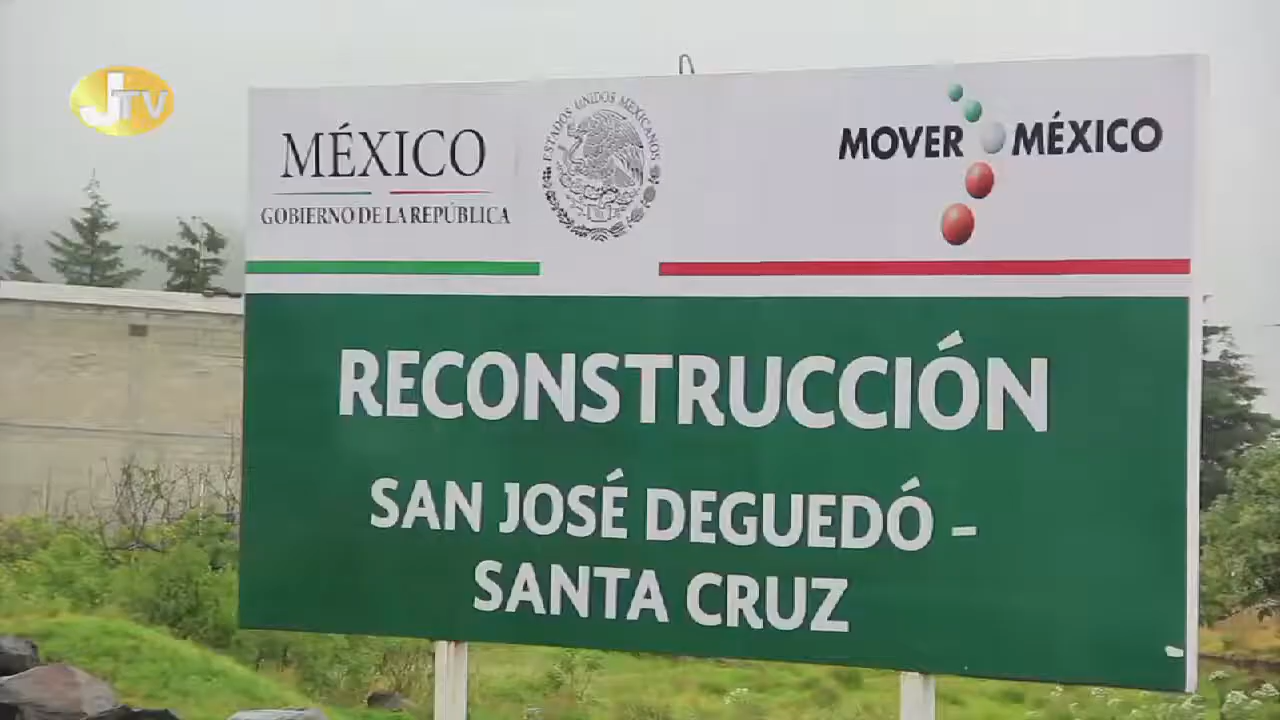 JTV
MÉXICO
GOBIERNO DE LA REPÚBLICA
ESTADOS UNIDOS MEXICANOS
MOVER MÉXICO
RECONSTRUCCIÓN
SAN JOSÉ DEGUEDÓ -
SANTA CRUZ